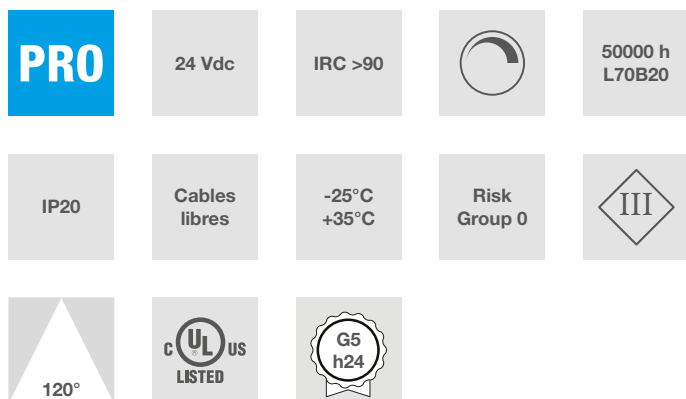 PRO
24 Vdc
IRC >90
50000 h
L70B20
IP20
Cables
libres
-25°C
+35°C
Risk
Group 0
III
120°
C UL US
LISTED
G5
h24